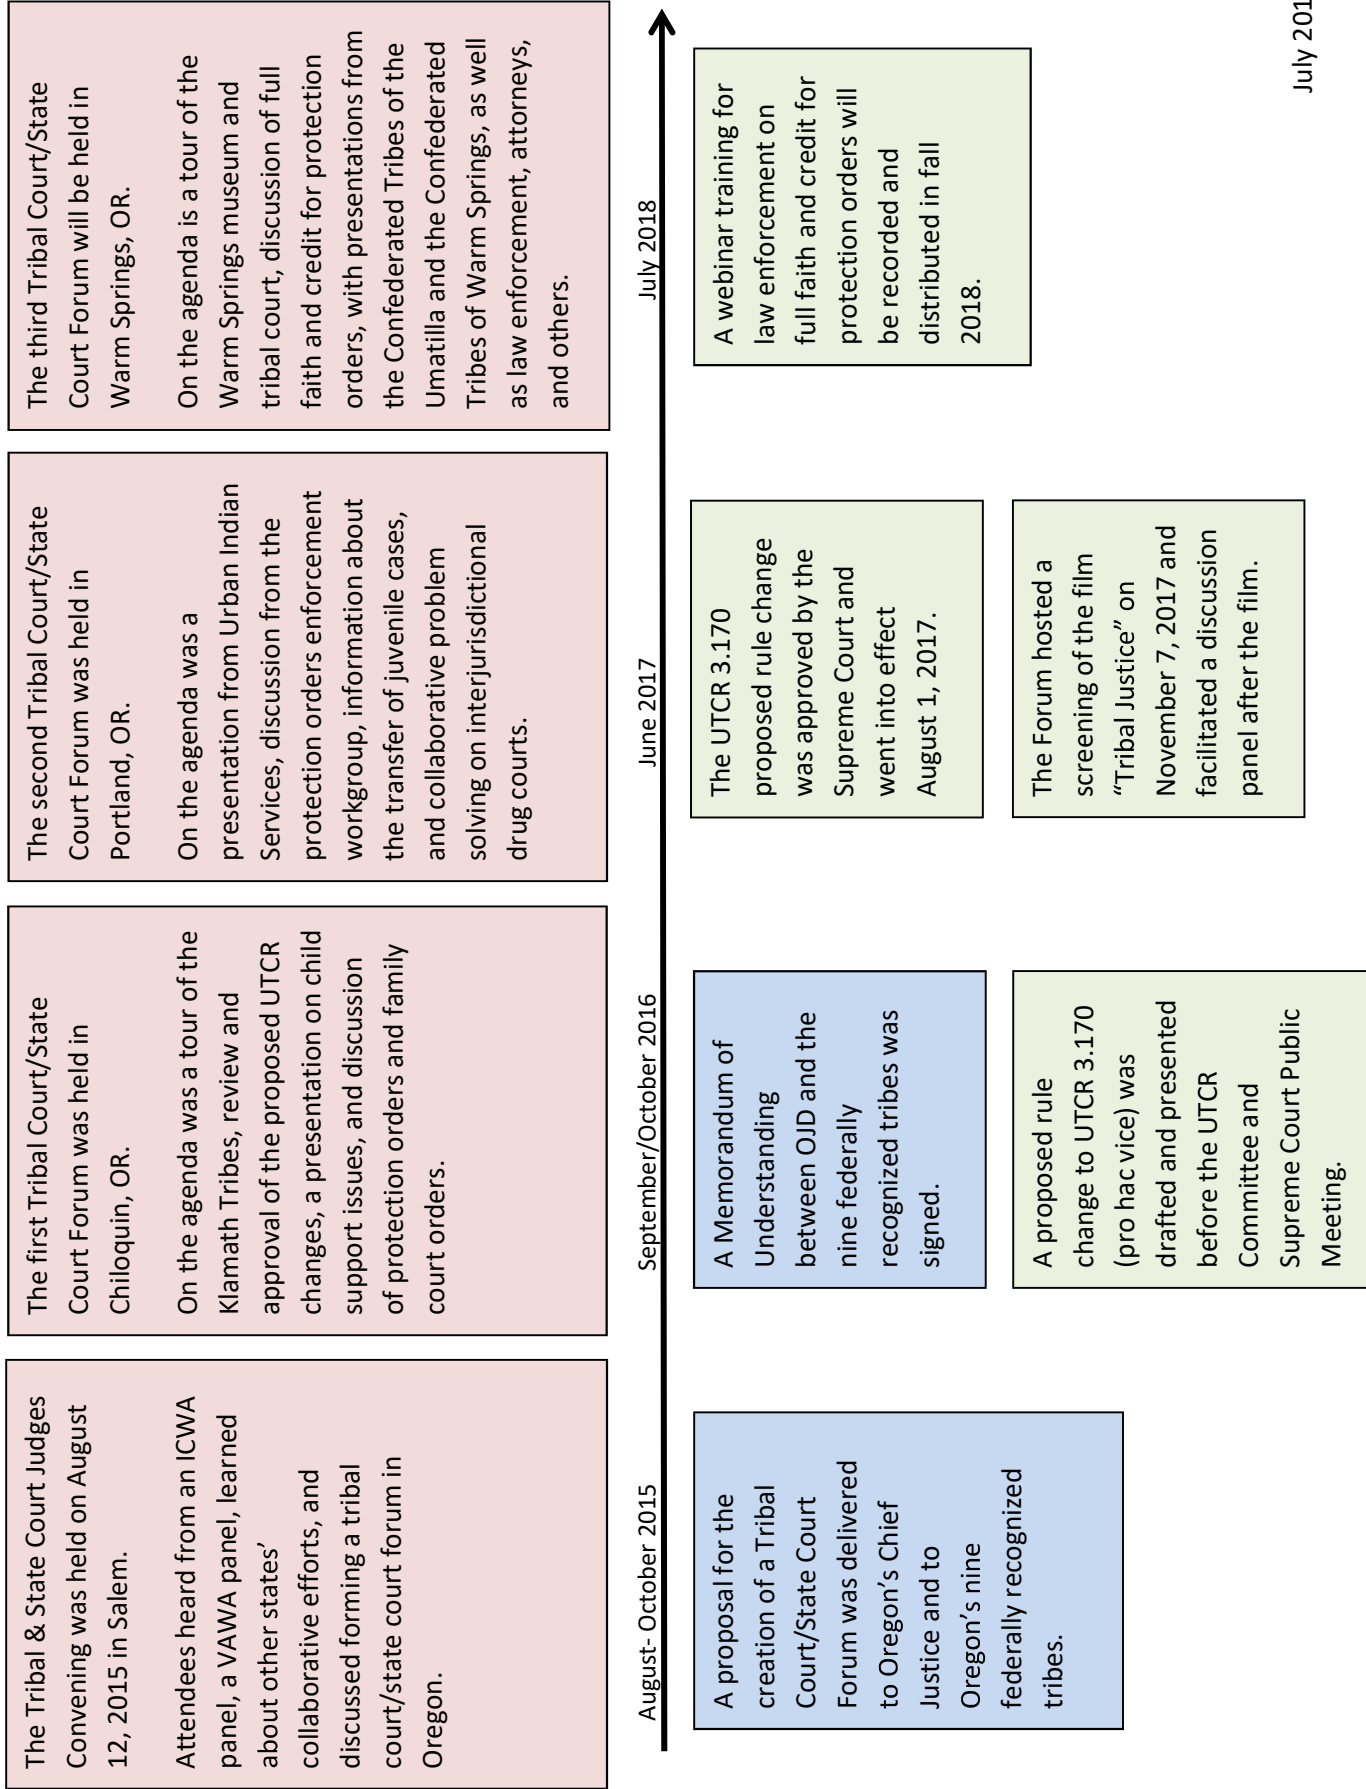 The Tribal & State Court Judges
Convening was held on August
12, 2015 in Salem.
Attendees heard from an ICWA
panel, a VAWA panel, learned
about other states’
collaborative efforts, and
discussed forming a tribal
court/state court forum in
Oregon.
The first Tribal Court/State
Court Forum was held in
Chiloquin, OR.
On the agenda was a tour of the
Klamath Tribes, review and
approval of the proposed UTCR
changes, a presentation on child
support issues, and discussion
of protection orders and family
court orders.
The second Tribal Court/State
Court Forum was held in
Portland, OR.
On the agenda was a
presentation from Urban Indian
Services, discussion from the
protection orders enforcement
workgroup, information about
the transfer of juvenile cases,
and collaborative problem
solving on interjurisdictional
drug courts.
The third Tribal Court/State
Court Forum will be held in
Warm Springs, OR.
On the agenda is a tour of the
Warm Springs museum and
tribal court, discussion of full
faith and credit for protection
orders, with presentations from
the Confederated Tribes of the
Umatilla and the Confederated
Tribes of Warm Springs, as well
as law enforcement, attorneys,
and others.
August- October 2015
September/October 2016
June 2017
July 2018
A proposal for the
creation of a Tribal
Court/State Court
Forum was delivered
to Oregon’s Chief
Justice and to
Oregon’s nine
federally recognized
tribes.
A Memorandum of
Understanding
between OJD and the
nine federally
recognized tribes was
signed.
A proposed rule
change to UTCR 3.170
(pro hac vice) was
drafted and presented
before the UTCR
Committee and
Supreme Court Public
Meeting.
The UTCR 3.170
proposed rule change
was approved by the
Supreme Court and
went into effect
August 1, 2017.
The Forum hosted a
screening of the film
“Tribal Justice” on
November 7, 2017 and
facilitated a discussion
panel after the film.
A webinar training for
law enforcement on
full faith and credit for
protection orders will
be recorded and
distributed in fall
2018.
July 201